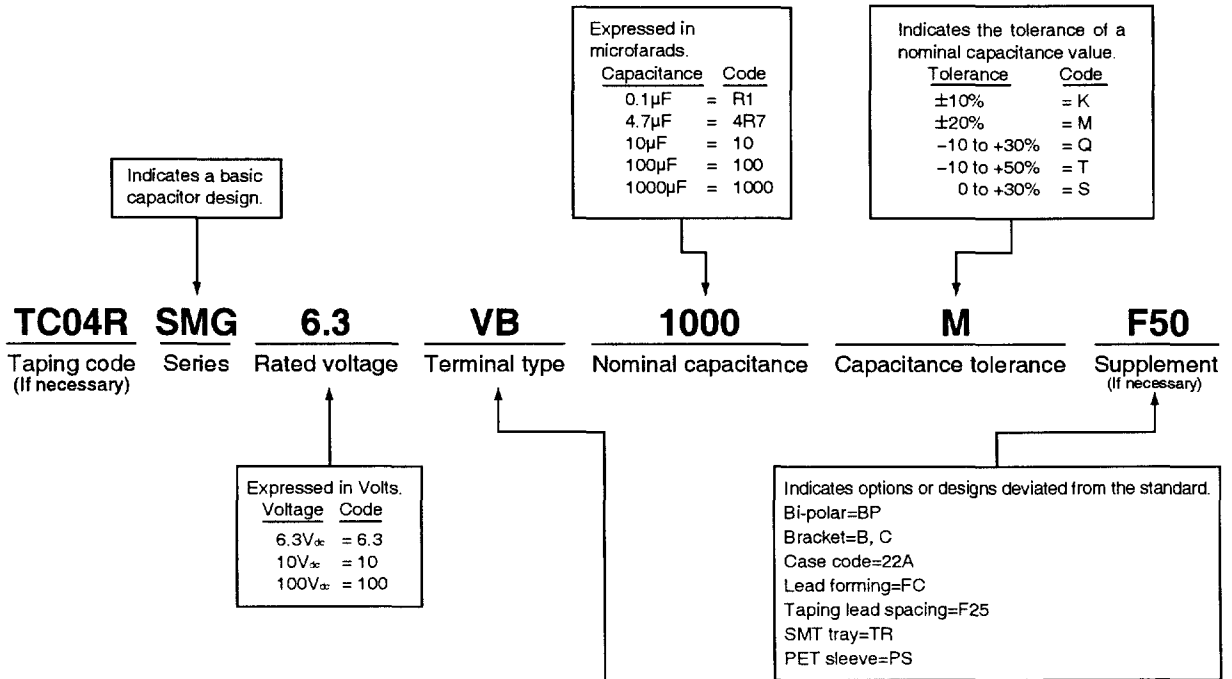 Expressed in
microfarads.
Capacitance Code
0.1µF = R1
4.7µF = 4R7
10µF = 10
100µF = 100
1000µF = 1000
Indicates the tolerance of a
nominal capacitance value.
Tolerance Code
±10% = K
±20% = M
−10 to +30% = Q
−10 to +50% = T
0 to +30% = S
Indicates a basic
capacitor design.
TC04R SMG 6.3 VB 1000 M F50
Taping code Series Rated voltage Terminal type Nominal capacitance Capacitance tolerance Supplement
(If necessary) (If necessary)
Expressed in Volts.
Voltage Code
6.3Vdc = 6.3
10Vdc = 10
100Vdc = 100
Indicates options or designs deviated from the standard.
Bi-polar=BP
Bracket=B, C
Case code=22A
Lead forming=FC
Taping lead spacing=F25
SMT tray=TR
PET sleeve=PS